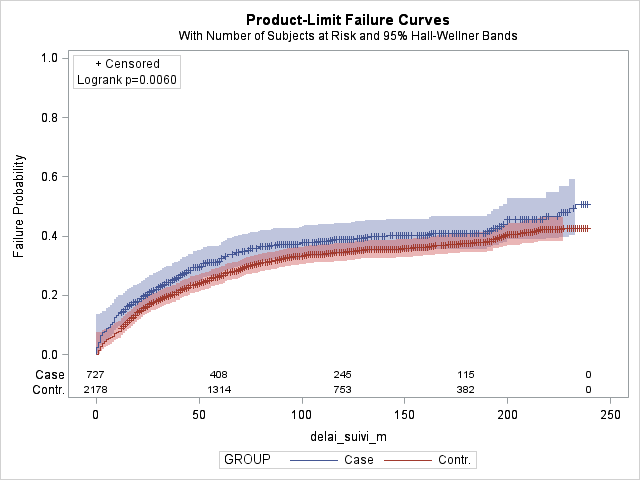 Product-Limit Failure Curves
With Number of Subjects at Risk and 95% Hall-Wellner Bands
+ Censored
Logrank p=0.0060
1.0
0.8
0.6
0.4
0.2
0.0
Failure Probability
Case 727 408 245 115 0
Contr. 2178 1314 753 382 0
0 50 100 150 200 250
delai_suivi_m
GROUP Case Contr.